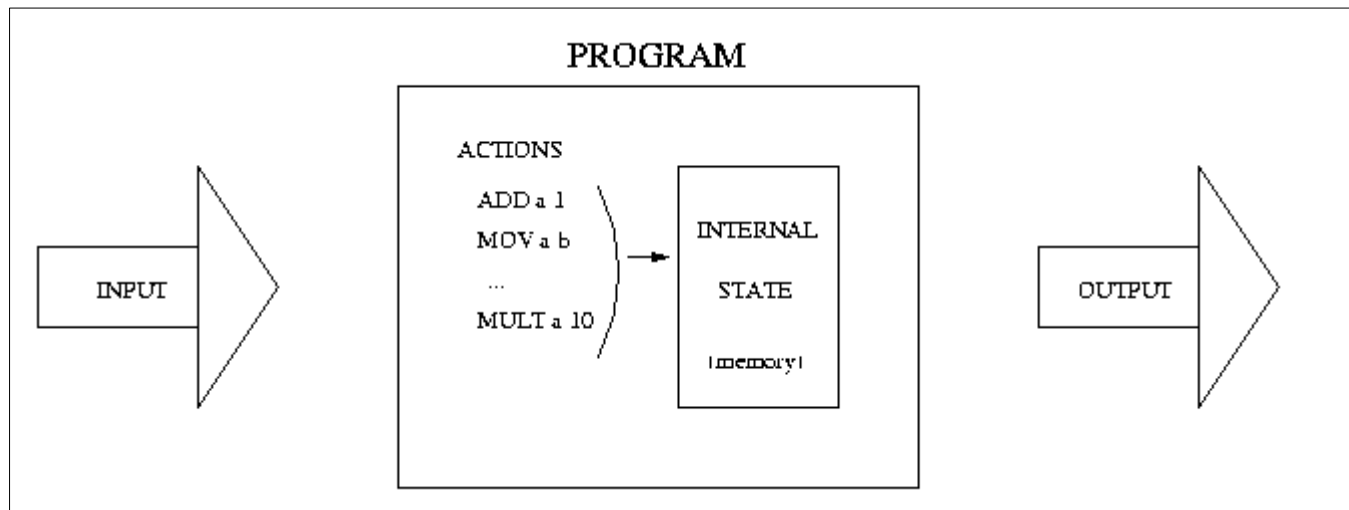 PROGRAM
ACTIONS
ADD a 1
MOV a b
...
MULT a 10
INPUT
INTERNAL
STATE
(memory)
OUTPUT